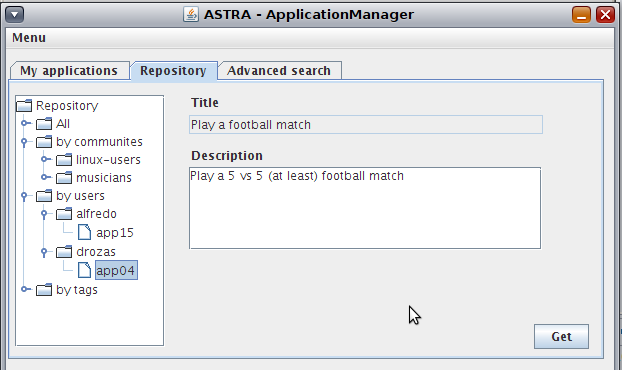 ASTRA - ApplicationManager
Menu
My applications
Repository
Advanced search
Repository
All
by communites
linux-users
musicians
by users
alfredo
app15
drozas
app04
by tags
Title
Play a football match
Description
Play a 5 vs 5 (at least) football match
Get